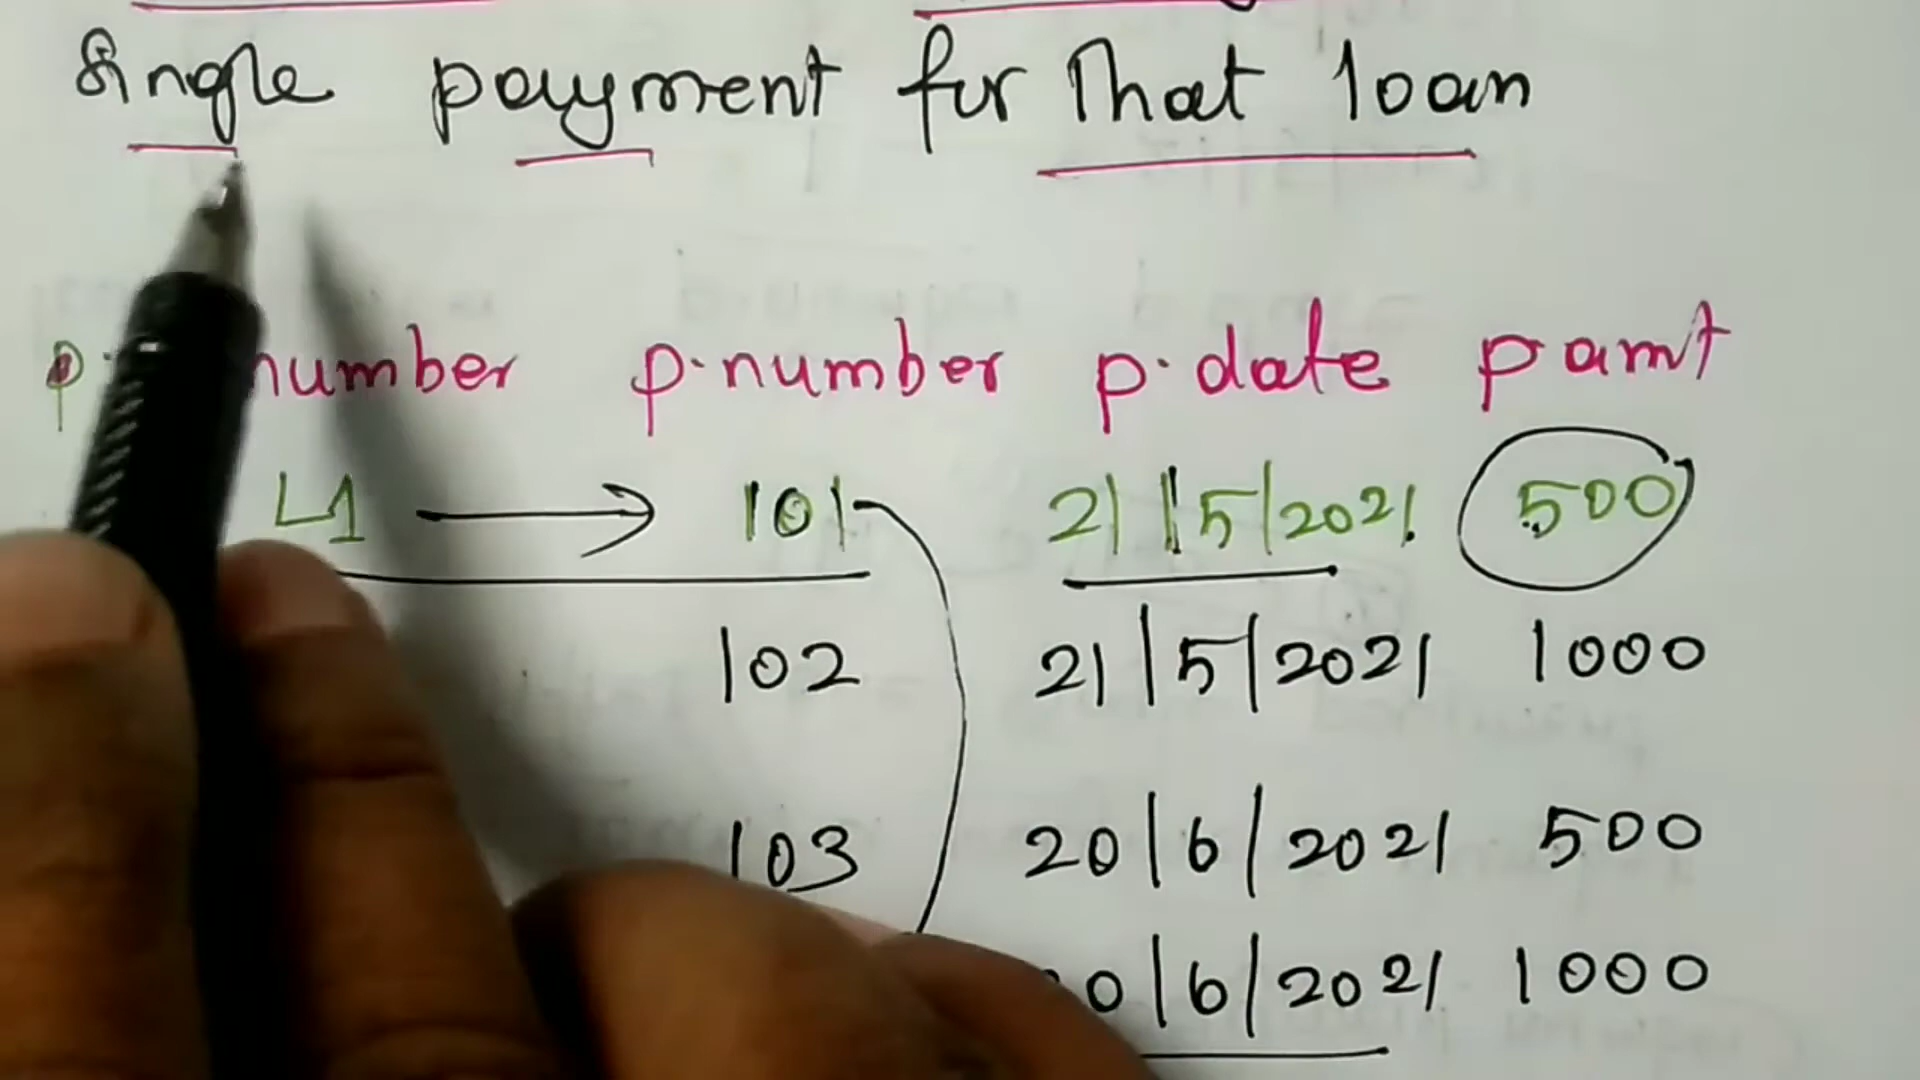 single payment for that loan
number p.number p.date pamt
L1 → 101 21/5/2021 500
102 21/5/2021 1000
103 20/6/2021 500
0/6/2021 1000